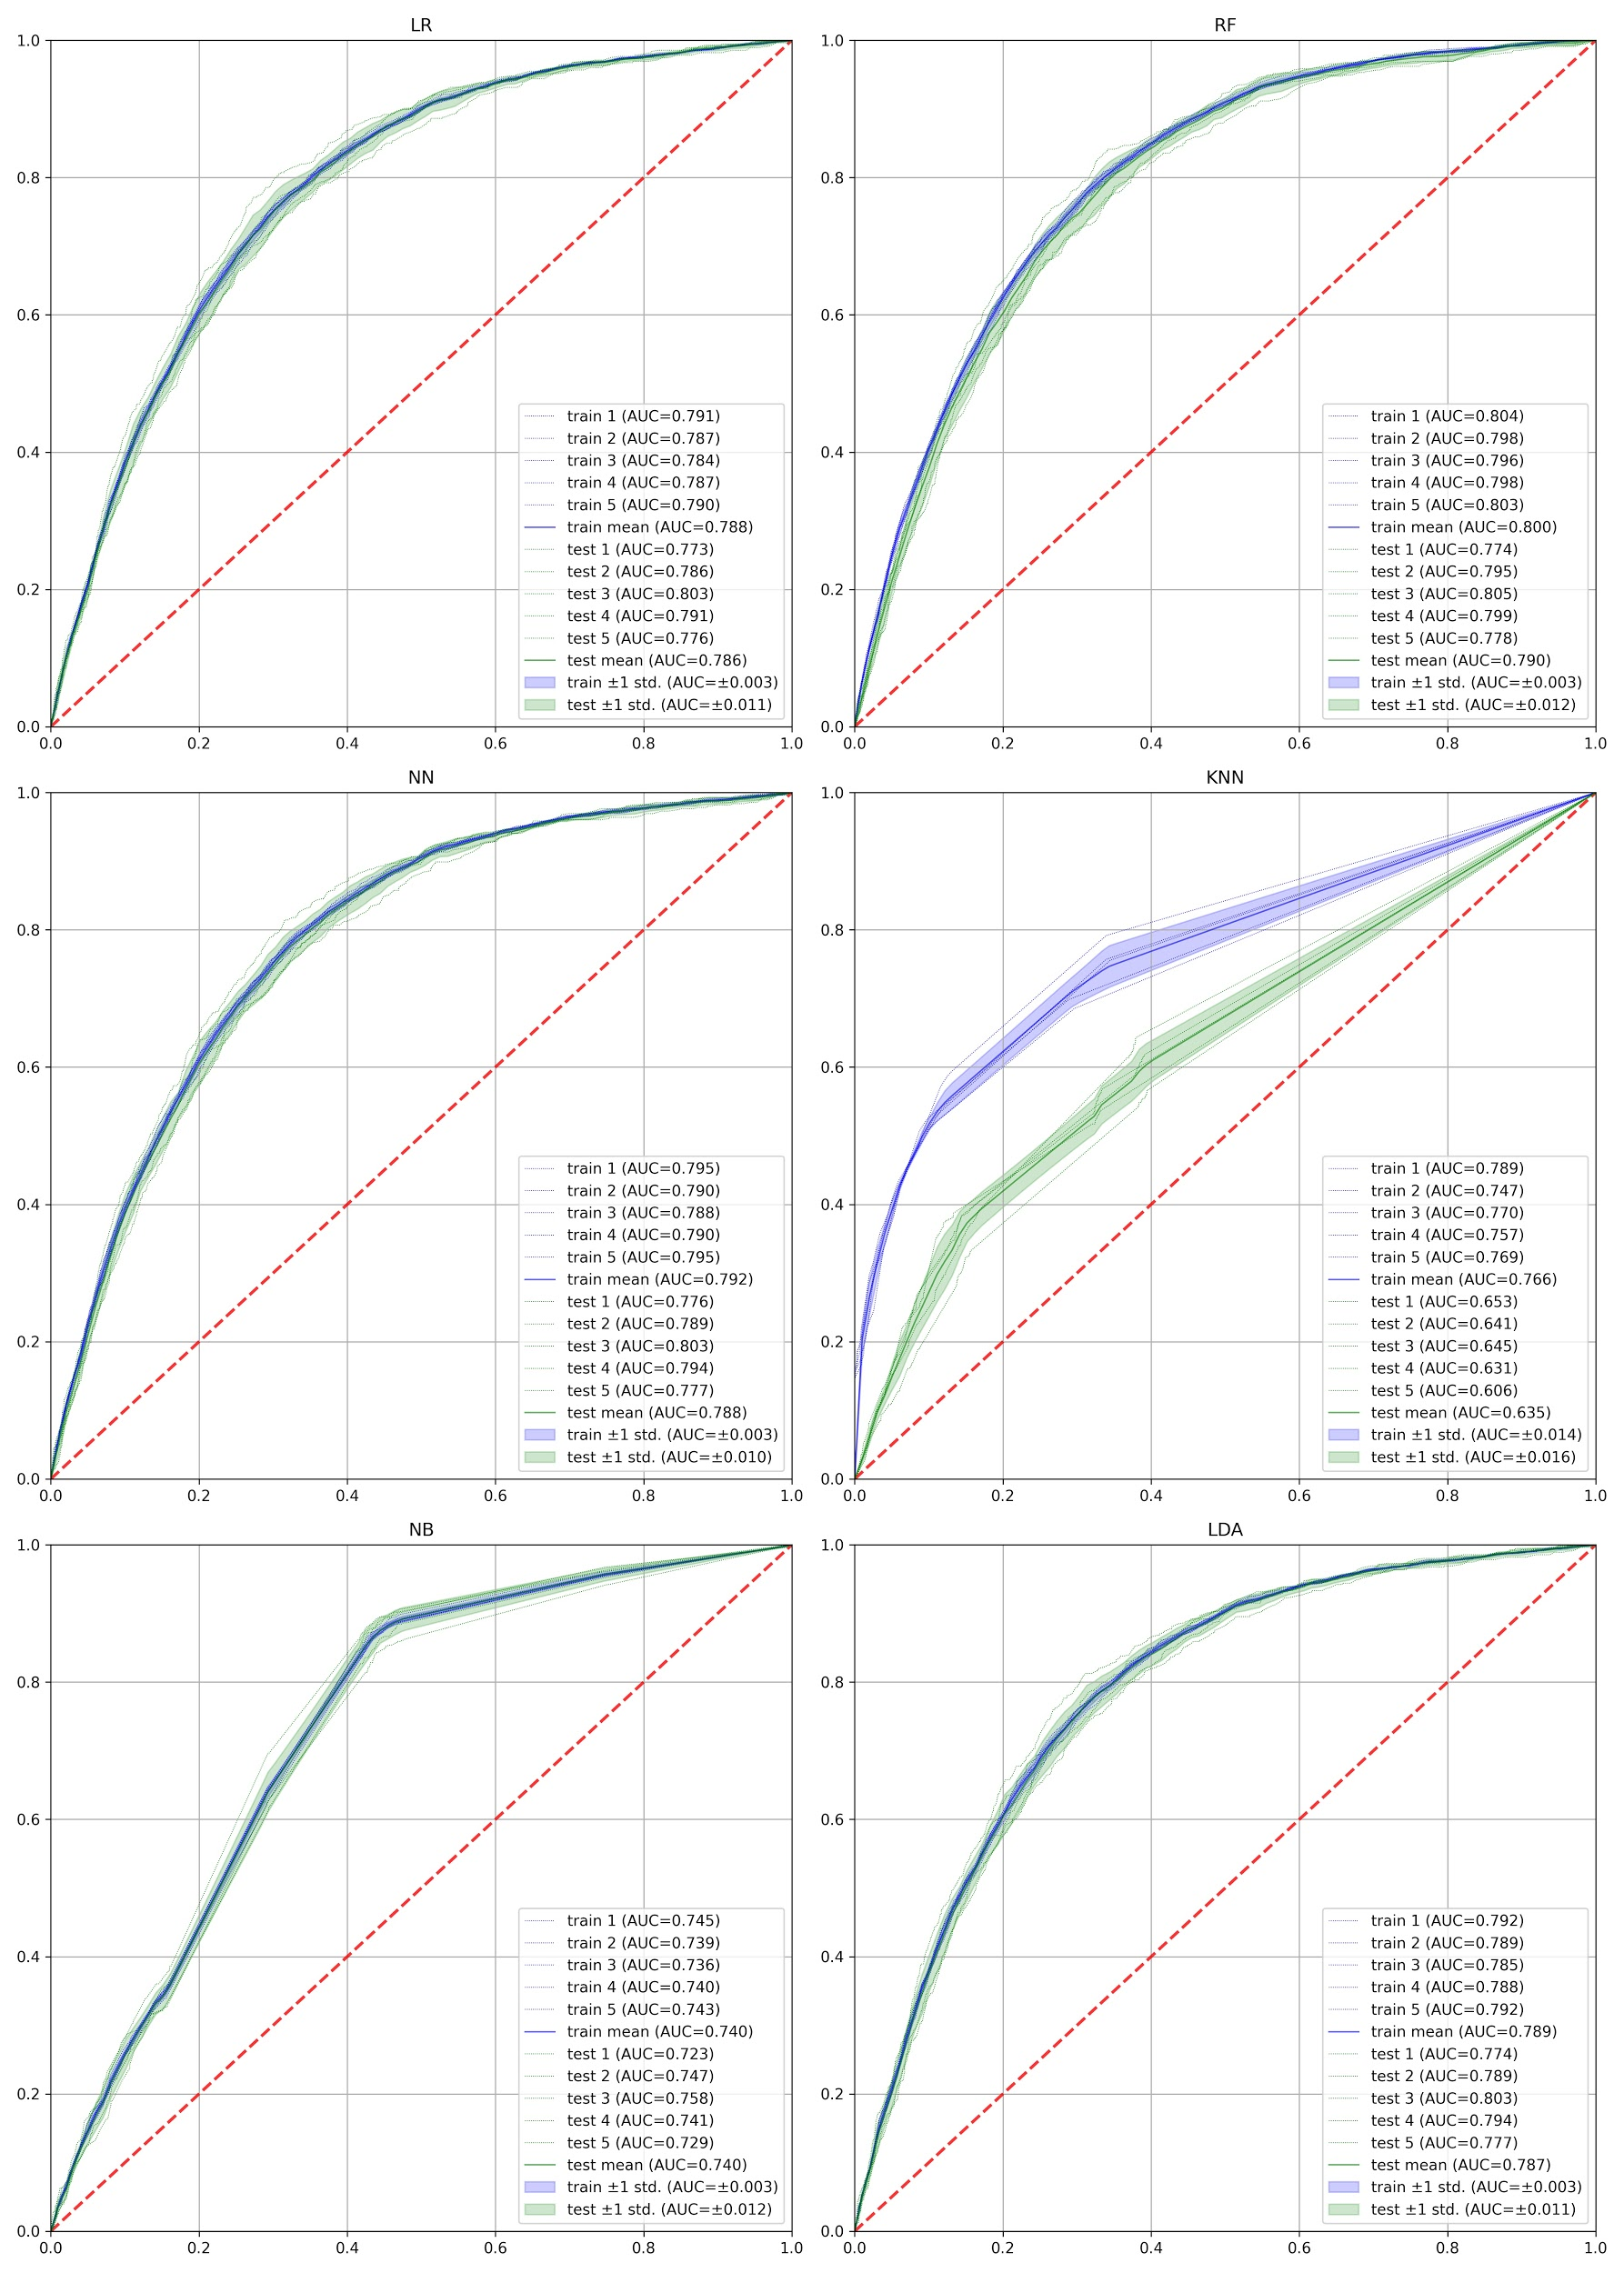 LR
1.0
0.8
0.6
0.4
0.2
0.0
0.0 0.2 0.4 0.6 0.8 1.0
train 1 (AUC=0.791)
train 2 (AUC=0.787)
train 3 (AUC=0.784)
train 4 (AUC=0.787)
train 5 (AUC=0.790)
train mean (AUC=0.788)
test 1 (AUC=0.773)
test 2 (AUC=0.786)
test 3 (AUC=0.803)
test 4 (AUC=0.791)
test 5 (AUC=0.776)
test mean (AUC=0.786)
train ±1 std. (AUC=±0.003)
test ±1 std. (AUC=±0.011)
RF
1.0
0.8
0.6
0.4
0.2
0.0
0.0 0.2 0.4 0.6 0.8 1.0
train 1 (AUC=0.804)
train 2 (AUC=0.798)
train 3 (AUC=0.796)
train 4 (AUC=0.798)
train 5 (AUC=0.803)
train mean (AUC=0.800)
test 1 (AUC=0.774)
test 2 (AUC=0.795)
test 3 (AUC=0.805)
test 4 (AUC=0.799)
test 5 (AUC=0.778)
test mean (AUC=0.790)
train ±1 std. (AUC=±0.003)
test ±1 std. (AUC=±0.012)
NN
1.0
0.8
0.6
0.4
0.2
0.0
0.0 0.2 0.4 0.6 0.8 1.0
train 1 (AUC=0.795)
train 2 (AUC=0.790)
train 3 (AUC=0.788)
train 4 (AUC=0.790)
train 5 (AUC=0.795)
train mean (AUC=0.792)
test 1 (AUC=0.776)
test 2 (AUC=0.789)
test 3 (AUC=0.803)
test 4 (AUC=0.794)
test 5 (AUC=0.777)
test mean (AUC=0.788)
train ±1 std. (AUC=±0.003)
test ±1 std. (AUC=±0.010)
KNN
1.0
0.8
0.6
0.4
0.2
0.0
0.0 0.2 0.4 0.6 0.8 1.0
train 1 (AUC=0.789)
train 2 (AUC=0.747)
train 3 (AUC=0.770)
train 4 (AUC=0.757)
train 5 (AUC=0.769)
train mean (AUC=0.766)
test 1 (AUC=0.653)
test 2 (AUC=0.641)
test 3 (AUC=0.645)
test 4 (AUC=0.631)
test 5 (AUC=0.606)
test mean (AUC=0.635)
train ±1 std. (AUC=±0.014)
test ±1 std. (AUC=±0.016)
NB
1.0
0.8
0.6
0.4
0.2
0.0
0.0 0.2 0.4 0.6 0.8 1.0
train 1 (AUC=0.745)
train 2 (AUC=0.739)
train 3 (AUC=0.736)
train 4 (AUC=0.740)
train 5 (AUC=0.743)
train mean (AUC=0.740)
test 1 (AUC=0.723)
test 2 (AUC=0.747)
test 3 (AUC=0.758)
test 4 (AUC=0.741)
test 5 (AUC=0.729)
test mean (AUC=0.740)
train ±1 std. (AUC=±0.003)
test ±1 std. (AUC=±0.012)
LDA
1.0
0.8
0.6
0.4
0.2
0.0
0.0 0.2 0.4 0.6 0.8 1.0
train 1 (AUC=0.792)
train 2 (AUC=0.789)
train 3 (AUC=0.785)
train 4 (AUC=0.788)
train 5 (AUC=0.792)
train mean (AUC=0.789)
test 1 (AUC=0.774)
test 2 (AUC=0.789)
test 3 (AUC=0.803)
test 4 (AUC=0.794)
test 5 (AUC=0.777)
test mean (AUC=0.787)
train ±1 std. (AUC=±0.003)
test ±1 std. (AUC=±0.011)